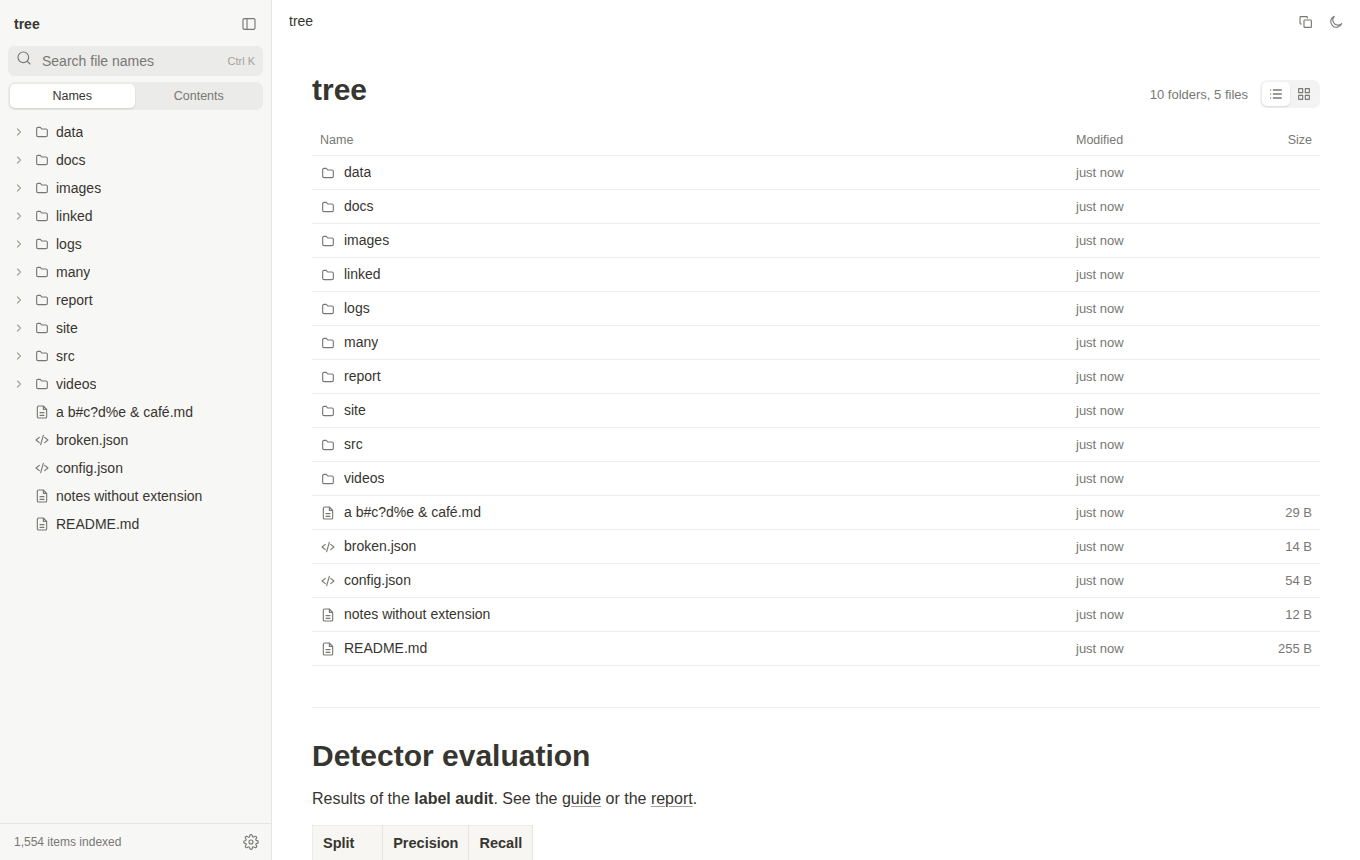 tree
Search file names Ctrl K
Names Contents
data
docs
images
linked
logs
many
report
site
src
videos
a b#c?d%e & café.md
broken.json
config.json
notes without extension
README.md
1,554 items indexed
tree
tree
10 folders, 5 files
Name Modified Size
data just now
docs just now
images just now
linked just now
logs just now
many just now
report just now
site just now
src just now
videos just now
a b#c?d%e & café.md just now 29 B
broken.json just now 14 B
config.json just now 54 B
notes without extension just now 12 B
README.md just now 255 B
Detector evaluation
Results of the label audit. See the guide or the report.
Split Precision Recall